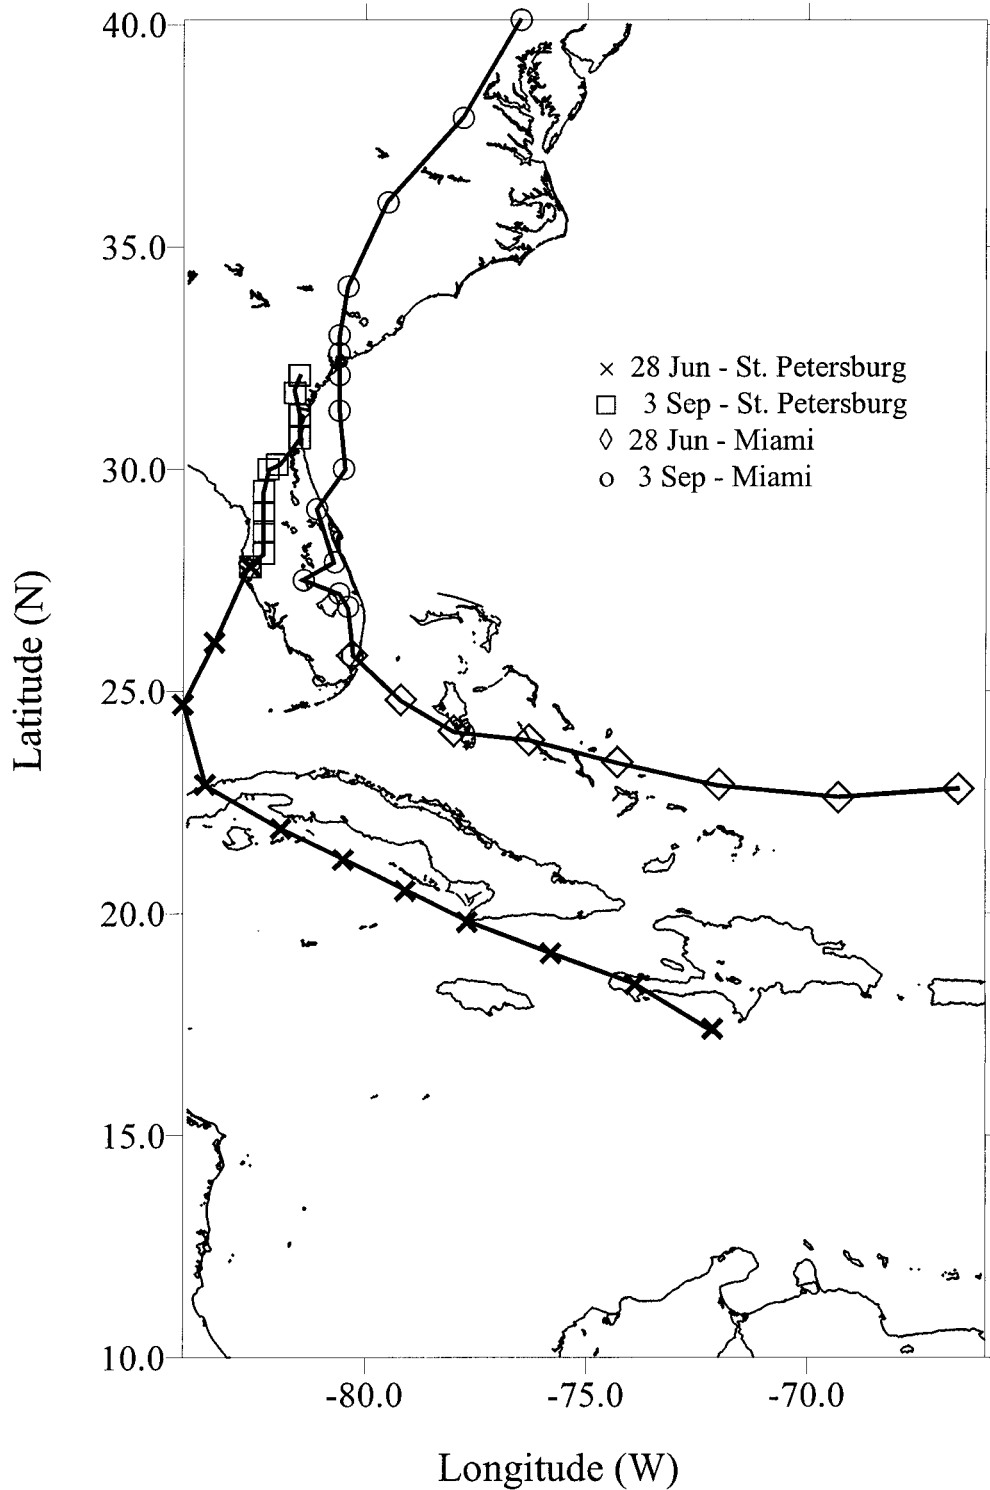 40.0
35.0
× 28 Jun - St. Petersburg
□ 3 Sep - St. Petersburg
◇ 28 Jun - Miami
○ 3 Sep - Miami
30.0
25.0
20.0
15.0
10.0
Latitude (N)
-80.0 -75.0 -70.0
Longitude (W)